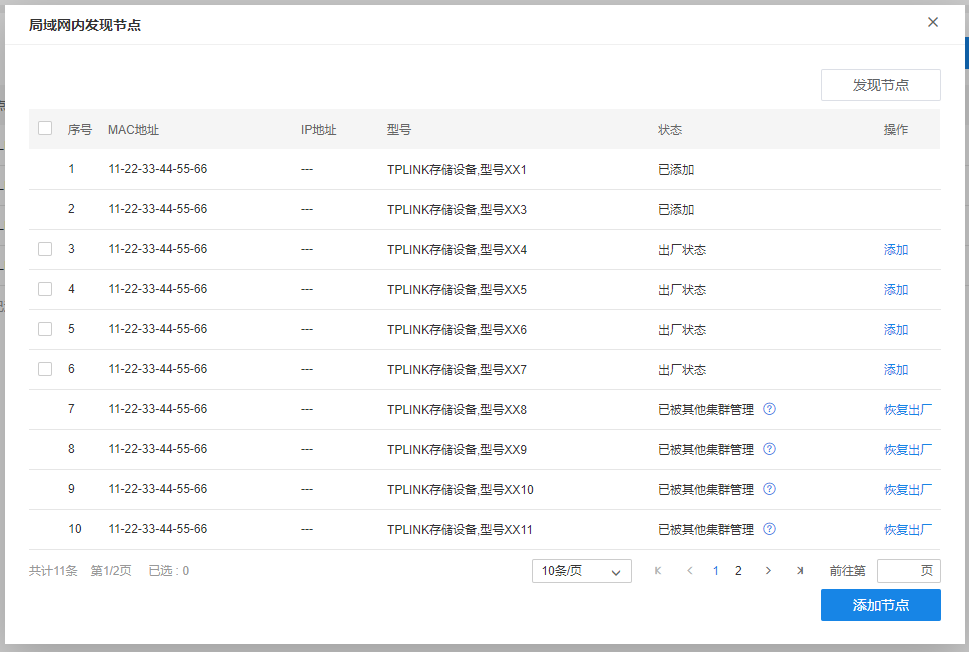 局域网内发现节点
发现节点
序号 MAC地址 IP地址 型号 状态 操作
1 11-22-33-44-55-66 --- TPLINK存储设备,型号XX1 已添加
2 11-22-33-44-55-66 --- TPLINK存储设备,型号XX3 已添加
3 11-22-33-44-55-66 --- TPLINK存储设备,型号XX4 出厂状态 添加
4 11-22-33-44-55-66 --- TPLINK存储设备,型号XX5 出厂状态 添加
5 11-22-33-44-55-66 --- TPLINK存储设备,型号XX6 出厂状态 添加
6 11-22-33-44-55-66 --- TPLINK存储设备,型号XX7 出厂状态 添加
7 11-22-33-44-55-66 --- TPLINK存储设备,型号XX8 已被其他集群管理 ? 恢复出厂
8 11-22-33-44-55-66 --- TPLINK存储设备,型号XX9 已被其他集群管理 ? 恢复出厂
9 11-22-33-44-55-66 --- TPLINK存储设备,型号XX10 已被其他集群管理 ? 恢复出厂
10 11-22-33-44-55-66 --- TPLINK存储设备,型号XX11 已被其他集群管理 ? 恢复出厂
共计11条 第1/2页 已选 : 0 10条/页 1 2 前往第 页
添加节点